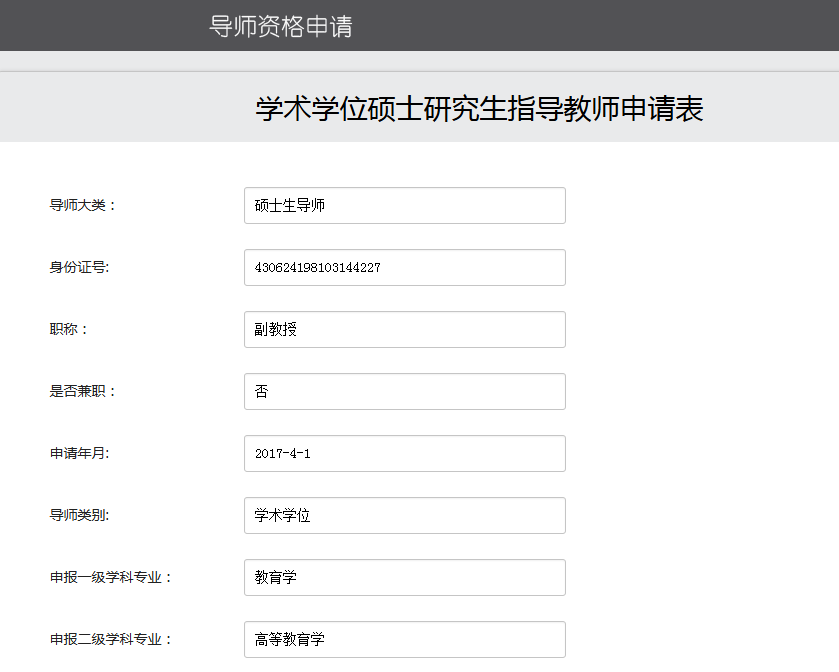 导师资格申请
学术学位硕士研究生指导教师申请表
导师大类：
硕士生导师
身份证号:
430624198103144227
职称：
副教授
是否兼职：
否
申请年月:
2017-4-1
导师类别:
学术学位
申报一级学科专业：
教育学
申报二级学科专业：
高等教育学